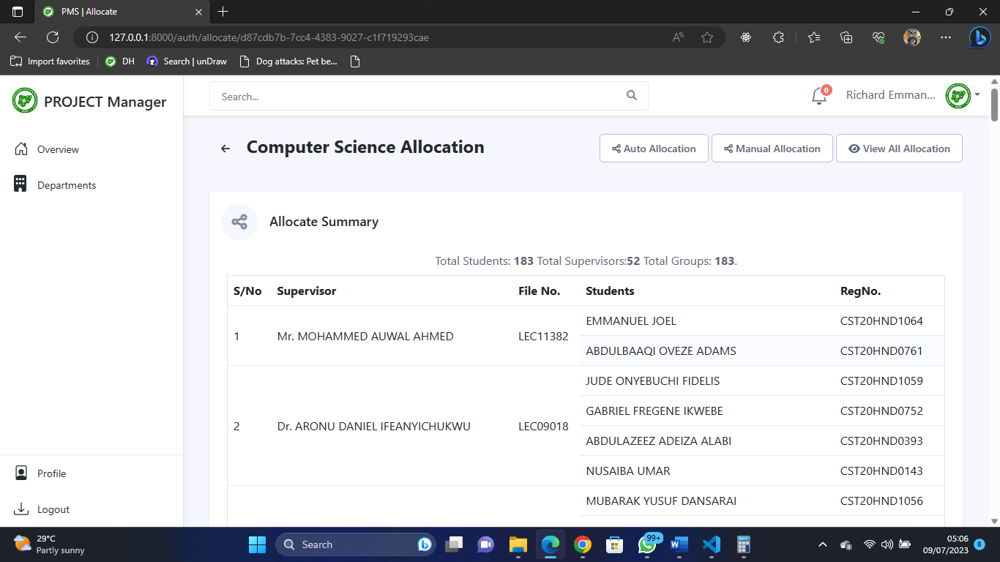 PMS | Allocate
127.0.0.1:8000/auth/allocate/d87cdb7b-7cc4-4383-9027-c1f719293cae
Import favorites DH Search | unDraw Dog attacks: Pet be...
PROJECT Manager
Search...
0
Richard Emman...
Overview
Departments
Computer Science Allocation
Auto Allocation Manual Allocation View All Allocation
Allocate Summary
Total Students: 183 Total Supervisors:52 Total Groups: 183.
S/No Supervisor File No. Students RegNo.
1 Mr. MOHAMMED AUWAL AHMED LEC11382 EMMANUEL JOEL CST20HND1064
ABDULBAAQI OVEZE ADAMS CST20HND0761
2 Dr. ARONU DANIEL IFEANYICHUKWU LEC09018 JUDE ONYEBUCHI FIDELIS CST20HND1059
GABRIEL FREGENE IKWEBE CST20HND0752
ABDULAZEEZ ADEIZA ALABI CST20HND0393
NUSAIBA UMAR CST20HND0143
MUBARAK YUSUF DANSARAI CST20HND1056
Profile
Logout
29°C
Partly sunny
Search
99+
05:06
09/07/2023
8